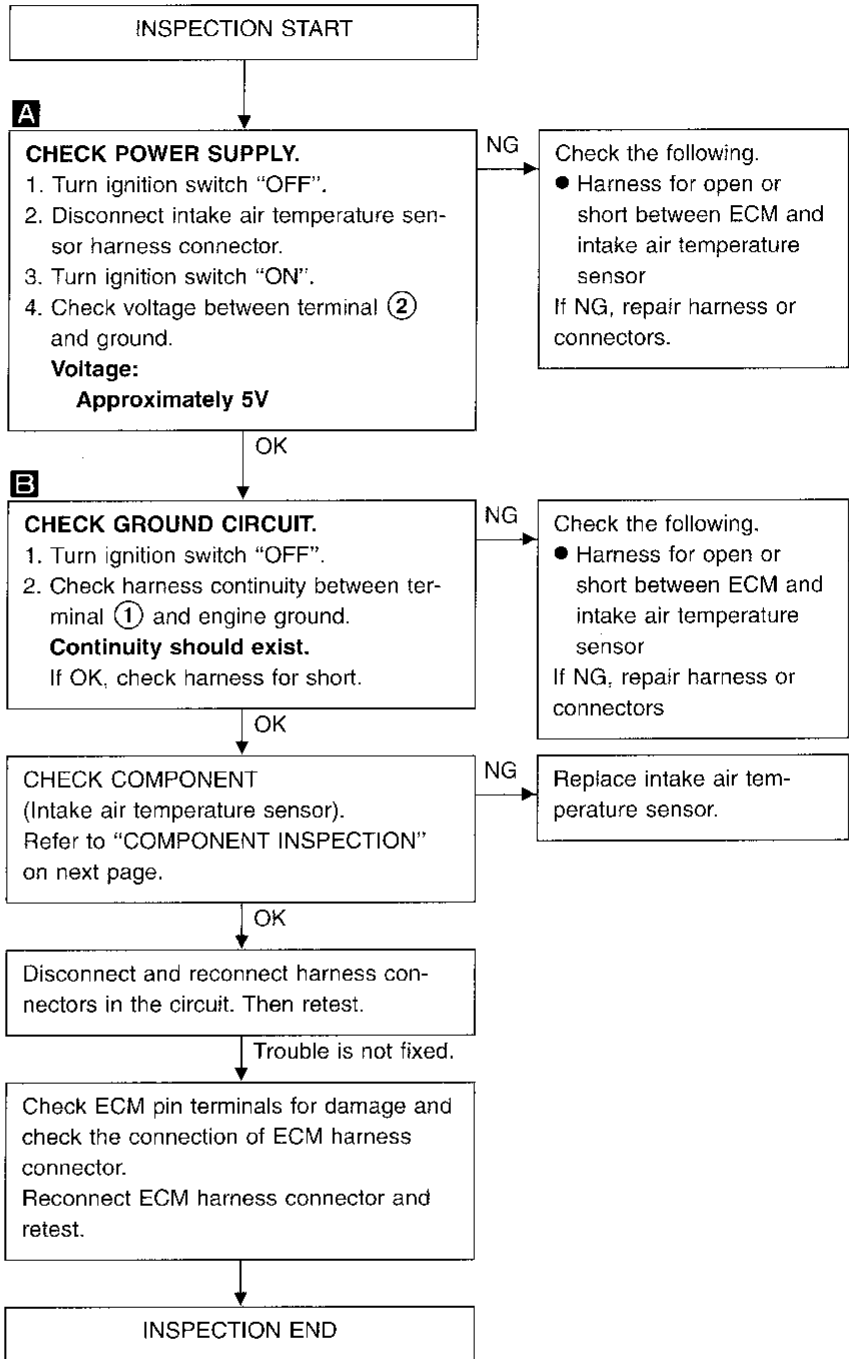 INSPECTION START
A
CHECK POWER SUPPLY.
1. Turn ignition switch “OFF”.
2. Disconnect intake air temperature sen-
sor harness connector.
3. Turn ignition switch “ON”.
4. Check voltage between terminal ②
and ground.
Voltage:
Approximately 5V
NG
Check the following.
● Harness for open or
short between ECM and
intake air temperature
sensor
If NG, repair harness or
connectors.
OK
B
CHECK GROUND CIRCUIT.
1. Turn ignition switch “OFF”.
2. Check harness continuity between ter-
minal ① and engine ground.
Continuity should exist.
If OK, check harness for short.
NG
Check the following.
● Harness for open or
short between ECM and
intake air temperature
sensor
If NG, repair harness or
connectors
OK
CHECK COMPONENT
(Intake air temperature sensor).
Refer to “COMPONENT INSPECTION”
on next page.
NG
Replace intake air tem-
perature sensor.
OK
Disconnect and reconnect harness con-
nectors in the circuit. Then retest.
Trouble is not fixed.
Check ECM pin terminals for damage and
check the connection of ECM harness
connector.
Reconnect ECM harness connector and
retest.
INSPECTION END